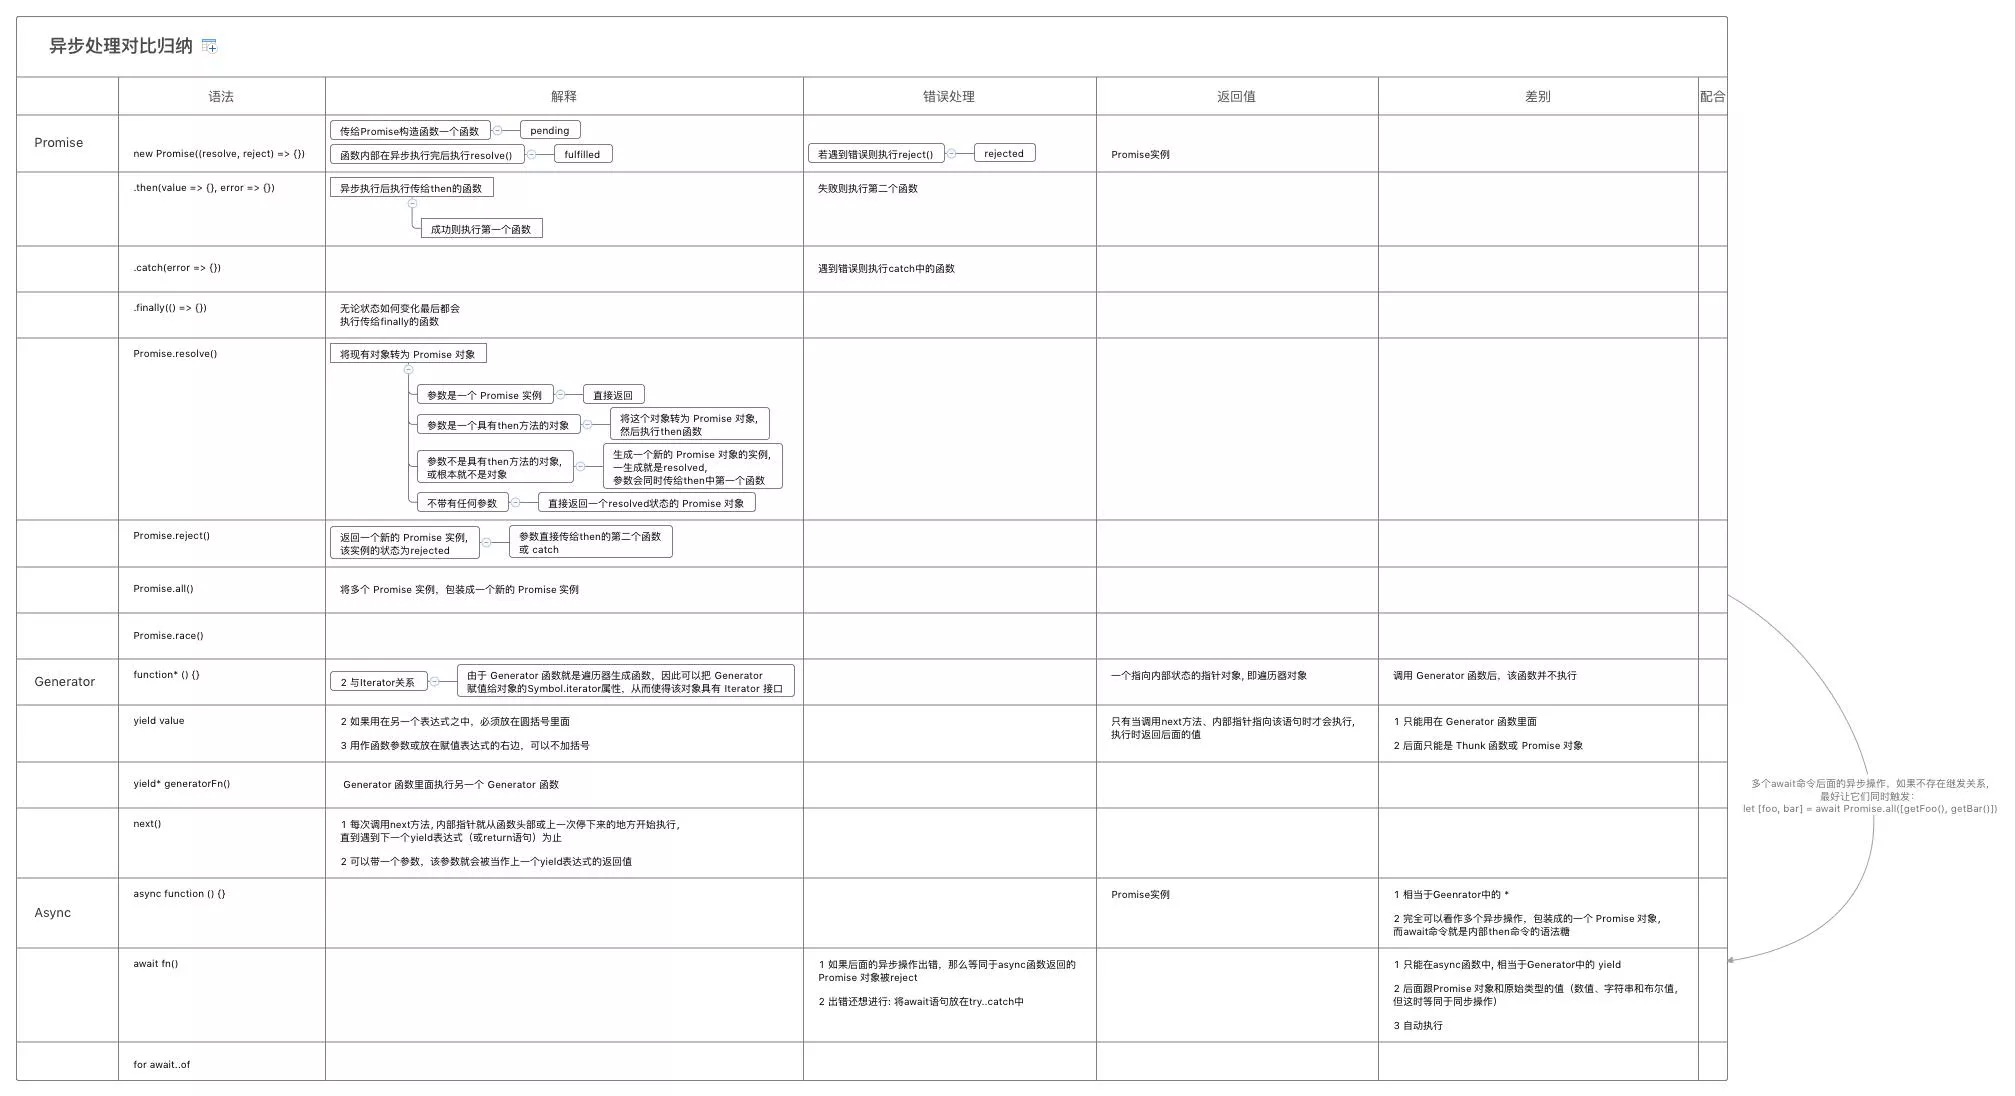 异步处理对比归纳
语法
解释
错误处理
返回值
差别
配合
Promise
new Promise((resolve, reject) => {})
传给Promise构造函数一个函数
pending
函数内部在异步执行完后执行resolve()
fulfilled
若遇到错误则执行reject()
rejected
Promise实例
.then(value => {}, error => {})
异步执行后执行传给then的函数
成功则执行第一个函数
失败则执行第二个函数
.catch(error => {})
遇到错误则执行catch中的函数
.finally(() => {})
无论状态如何变化最后都会
执行传给finally的函数
Promise.resolve()
将现有对象转为 Promise 对象
参数是一个 Promise 实例
直接返回
参数是一个具有then方法的对象
将这个对象转为 Promise 对象,
然后执行then函数
参数不是具有then方法的对象,
或根本就不是对象
生成一个新的 Promise 对象的实例,
一生成就是resolved,
参数会同时传给then中第一个函数
不带有任何参数
直接返回一个resolved状态的 Promise 对象
Promise.reject()
返回一个新的 Promise 实例,
该实例的状态为rejected
参数直接传给then的第二个函数
或 catch
Promise.all()
将多个 Promise 实例，包装成一个新的 Promise 实例
Promise.race()
Generator
function* () {}
2 与Iterator关系
由于 Generator 函数就是遍历器生成函数，因此可以把 Generator
赋值给对象的Symbol.iterator属性，从而使得该对象具有 Iterator 接口
一个指向内部状态的指针对象, 即遍历器对象
调用 Generator 函数后，该函数并不执行
yield value
2 如果用在另一个表达式之中，必须放在圆括号里面
3 用作函数参数或放在赋值表达式的右边，可以不加括号
只有当调用next方法、内部指针指向该语句时才会执行,
执行时返回后面的值
1 只能用在 Generator 函数里面
2 后面只能是 Thunk 函数或 Promise 对象
yield* generatorFn()
Generator 函数里面执行另一个 Generator 函数
next()
1 每次调用next方法, 内部指针就从函数头部或上一次停下来的地方开始执行,
直到遇到下一个yield表达式（或return语句）为止
2 可以带一个参数，该参数就会被当作上一个yield表达式的返回值
多个await命令后面的异步操作，如果不存在继发关系,
最好让它们同时触发:
let [foo, bar] = await Promise.all([getFoo(), getBar()])
Async
async function () {}
Promise实例
1 相当于Geenrator中的 *
2 完全可以看作多个异步操作，包装成的一个 Promise 对象,
而await命令就是内部then命令的语法糖
await fn()
1 如果后面的异步操作出错，那么等同于async函数返回的
Promise 对象被reject
2 出错还想进行: 将await语句放在try..catch中
1 只能在async函数中, 相当于Generator中的 yield
2 后面跟Promise 对象和原始类型的值（数值、字符串和布尔值,
但这时等同于同步操作）
3 自动执行
for await..of